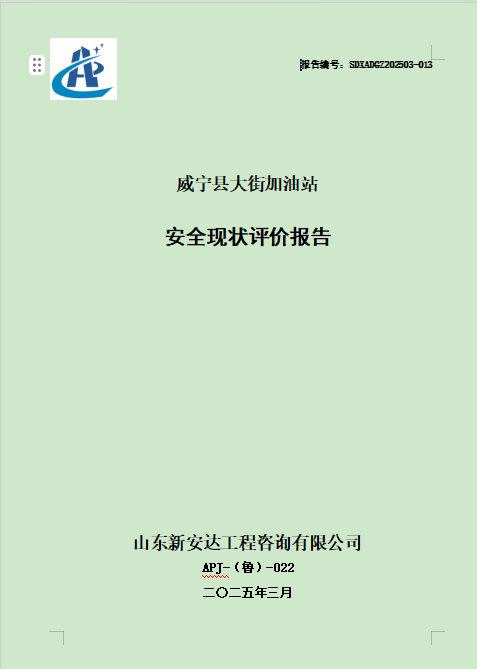 报告编号：SDXADGZ202503-013
威宁县大街加油站
安全现状评价报告
山东新安达工程咨询有限公司
APJ-（鲁）-022
二〇二五年三月